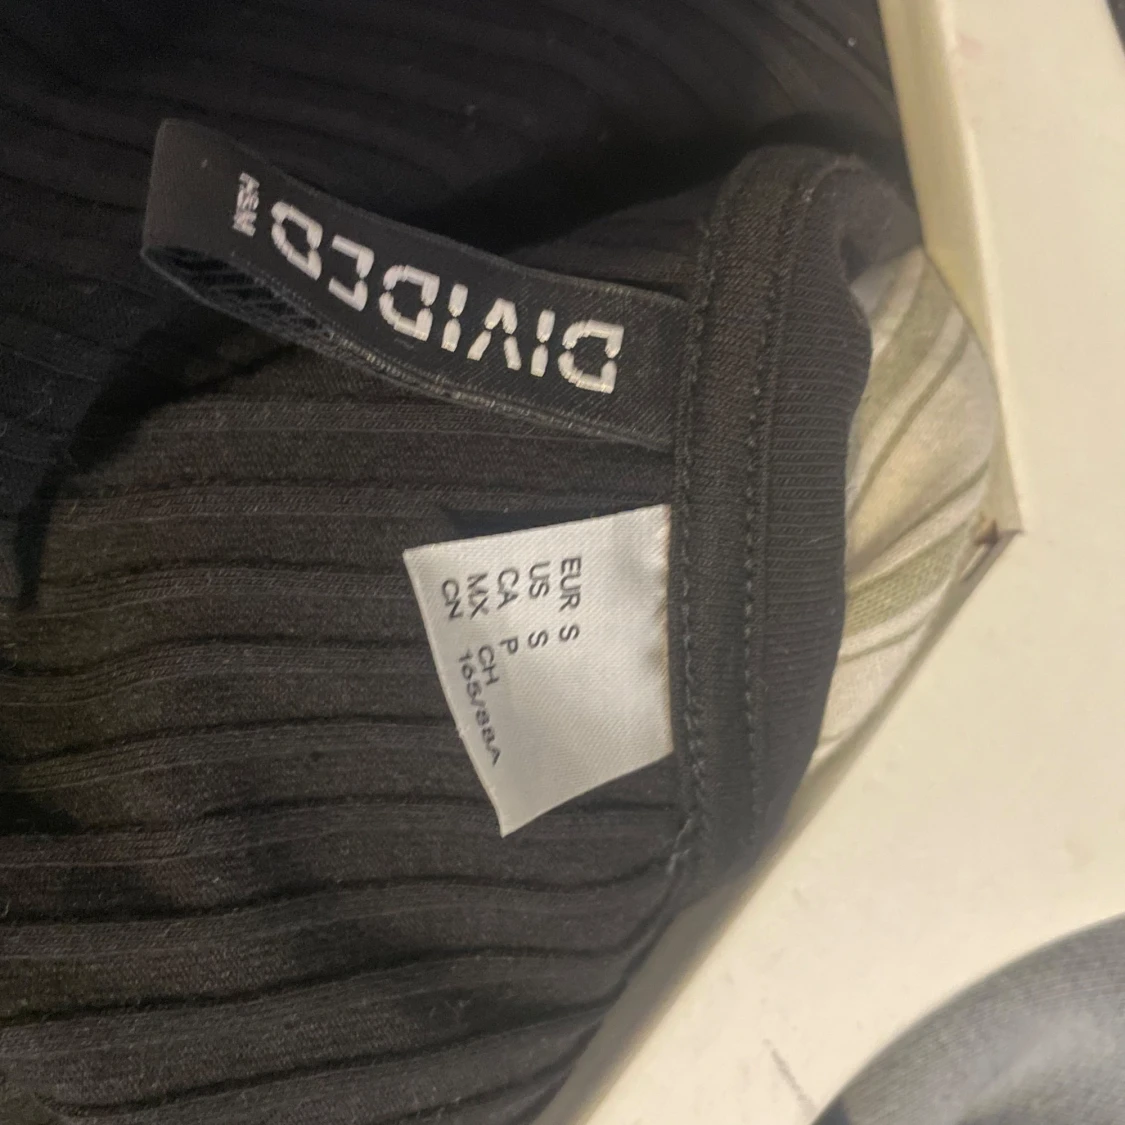 DIVIDED
H&M
EUR S
US S
CA P
MX CH
CN 165/88A